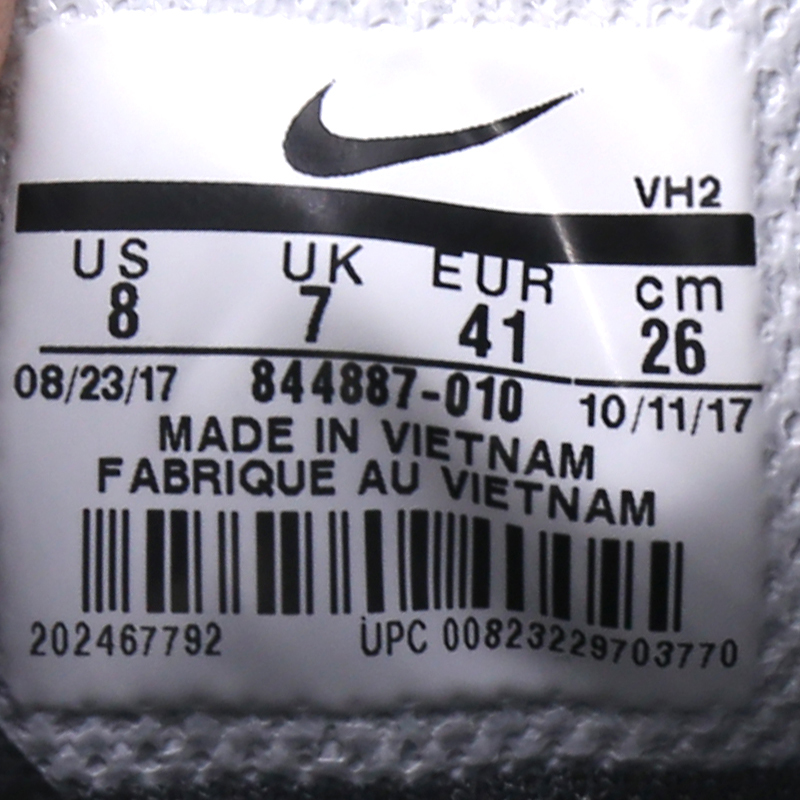 VH2
US UK EUR cm
8 7 41 26
08/23/17 844887-010 10/11/17
MADE IN VIETNAM
FABRIQUE AU VIETNAM
202467792 UPC 00823229703770